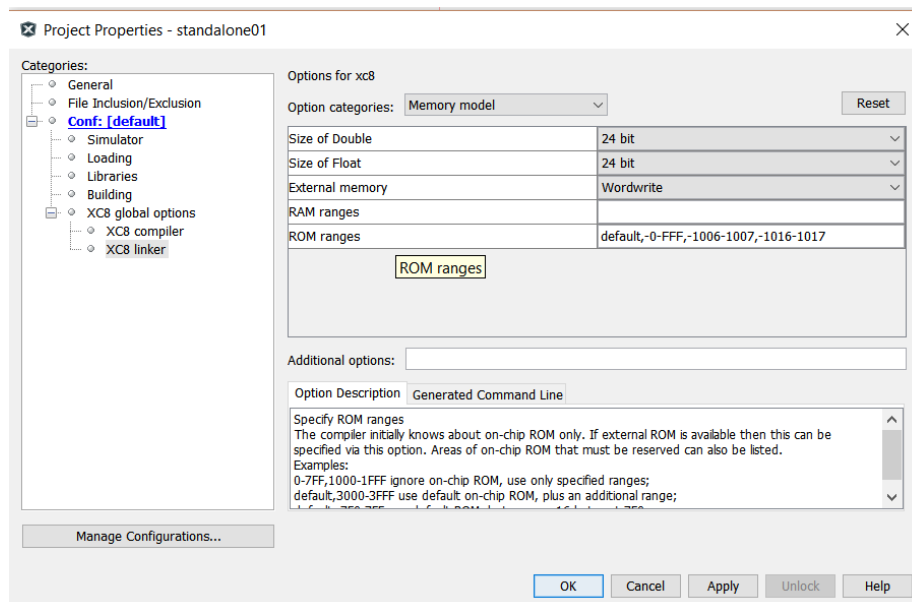 Project Properties - standalone01
Categories:
General
File Inclusion/Exclusion
Conf: [default]
Simulator
Loading
Libraries
Building
XC8 global options
XC8 compiler
XC8 linker
Manage Configurations...
Options for xc8
Option categories: Memory model Reset
Size of Double 24 bit
Size of Float 24 bit
External memory Wordwrite
RAM ranges
ROM ranges default,-0-FFF,-1006-1007,-1016-1017
ROM ranges
Additional options:
Option Description Generated Command Line
Specify ROM ranges
The compiler initially knows about on-chip ROM only. If external ROM is available then this can be
specified via this option. Areas of on-chip ROM that must be reserved can also be listed.
Examples:
0-7FF,1000-1FFF ignore on-chip ROM, use only specified ranges;
default,3000-3FFF use default on-chip ROM, plus an additional range;
OK Cancel Apply Unlock Help